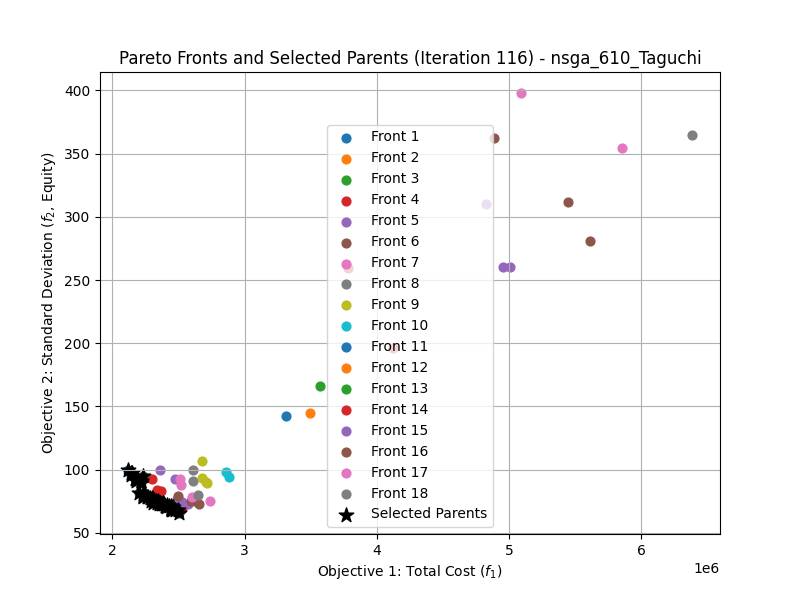 Pareto Fronts and Selected Parents (Iteration 116) - nsga_610_Taguchi
Objective 2: Standard Deviation (f2, Equity)
400
350
300
250
200
150
100
50
Front 1
Front 2
Front 3
Front 4
Front 5
Front 6
Front 7
Front 8
Front 9
Front 10
Front 11
Front 12
Front 13
Front 14
Front 15
Front 16
Front 17
Front 18
Selected Parents
2 3 4 5 6
1e6
Objective 1: Total Cost (f1)